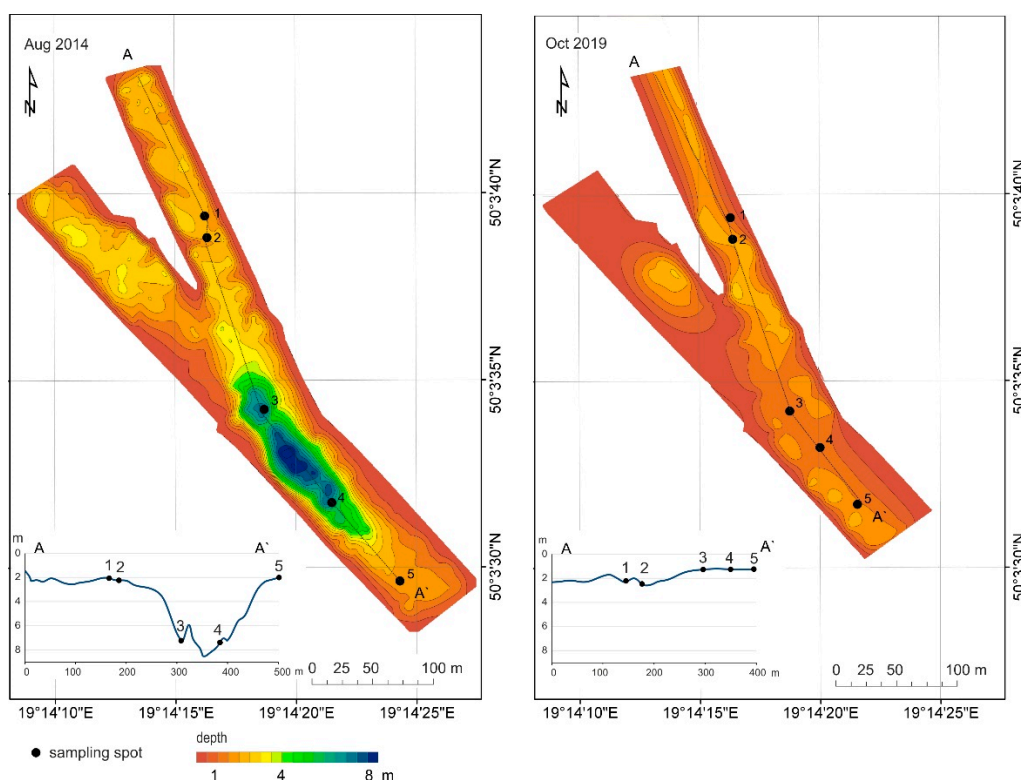 Aug 2014
A
N
1
2
3
4
5
A`
50°3'40"N
50°3'35"N
50°3'30"N
m
A
A`
0
2
4
6
8
1
2
3
4
5
0
100
200
300
400
500 m
0 25 50 100 m
19°14'10"E
19°14'15"E
19°14'20"E
19°14'25"E
Oct 2019
A
N
1
2
3
4
5
A`
50°3'40"N
50°3'35"N
50°3'30"N
m
A
A`
0
2
4
6
8
1
2
3
4
5
0
100
200
300
400
m
0 25 50 100 m
19°14'10"E
19°14'15"E
19°14'20"E
19°14'25"E
sampling spot
depth
1 4 8 m